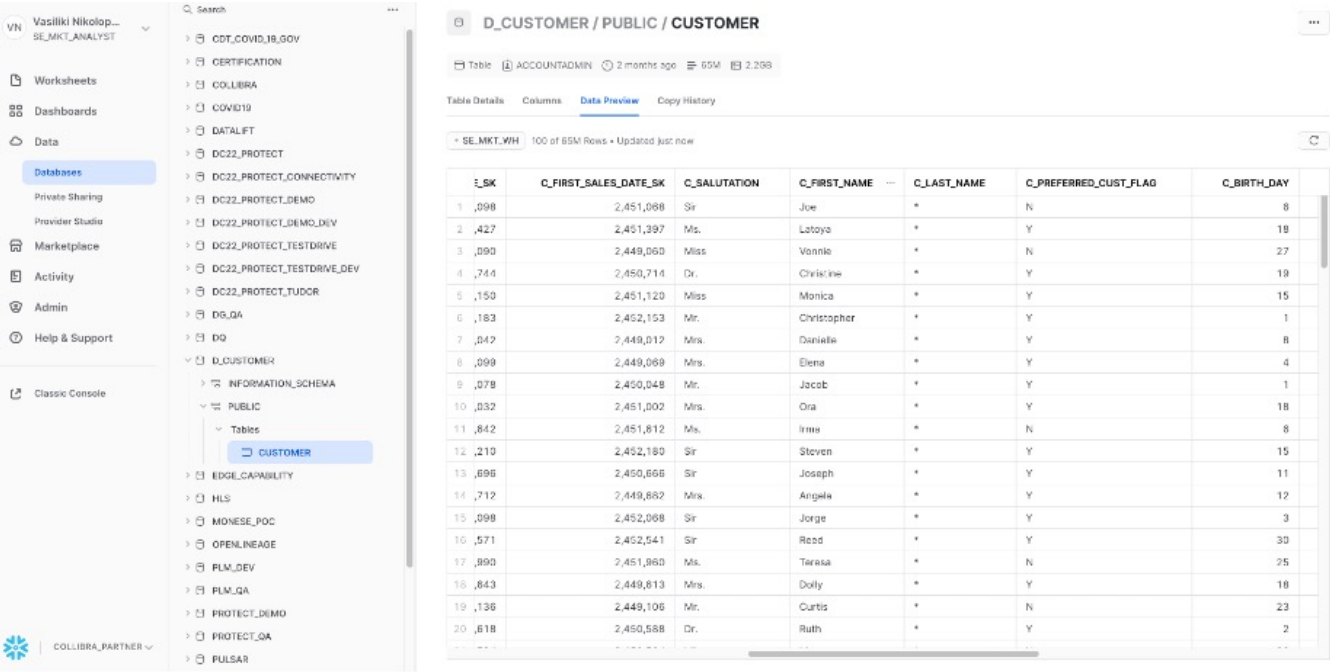 VN Vasiliki Nikolop...
SE_MKT_ANALYST
Worksheets
Dashboards
Data
Databases
Private Sharing
Provider Studio
Marketplace
Activity
Admin
Help & Support
Classic Console
COLLIBRA_PARTNER
Search ...
CDT_COVID_19_GOV
CERTIFICATION
COLLIBRA
COVID19
DATALIFT
DC22_PROTECT
DC22_PROTECT_CONNECTIVITY
DC22_PROTECT_DEMO
DC22_PROTECT_DEMO_DEV
DC22_PROTECT_TESTDRIVE
DC22_PROTECT_TESTDRIVE_DEV
DC22_PROTECT_TUDOR
DG_QA
DQ
D_CUSTOMER
INFORMATION_SCHEMA
PUBLIC
Tables
CUSTOMER
EDGE_CAPABILITY
HLS
MONESE_POC
OPENLINEAGE
PLM_DEV
PLM_QA
PROTECT_DEMO
PROTECT_QA
PULSAR
D_CUSTOMER / PUBLIC / CUSTOMER ...
Table ACCOUNTADMIN 2 months ago 65M 2.2GB
Table Details Columns Data Preview Copy History
• SE_MKT_WH 100 of 65M Rows • Updated just now
E_SK C_FIRST_SALES_DATE_SK C_SALUTATION C_FIRST_NAME ... C_LAST_NAME C_PREFERRED_CUST_FLAG C_BIRTH_DAY
1 ,098 2,451,068 Sir Joe * N 8
2 ,427 2,451,397 Ms. Latoya * Y 18
3 ,090 2,449,060 Miss Vonnie * N 27
4 ,744 2,450,714 Dr. Christine * Y 19
5 ,150 2,451,120 Miss Monica * Y 15
6 ,183 2,452,153 Mr. Christopher * Y 1
7 ,042 2,449,012 Mrs. Danielle * Y 8
8 ,099 2,449,069 Mrs. Elena * Y 4
9 ,078 2,450,048 Mr. Jacob * Y 1
10 ,032 2,451,002 Mrs. Ora * Y 18
11 ,842 2,451,812 Ms. Irma * N 8
12 ,210 2,452,180 Sir Steven * Y 15
13 ,696 2,450,666 Sir Joseph * Y 11
14 ,712 2,449,682 Mrs. Angela * Y 12
15 ,098 2,452,068 Sir Jorge * Y 3
16 ,571 2,452,541 Sir Reed * Y 30
17 ,990 2,451,960 Ms. Teresa * N 25
18 ,643 2,449,613 Mrs. Dolly * Y 18
19 ,136 2,449,106 Mr. Curtis * N 23
20 ,618 2,450,588 Dr. Ruth * Y 2